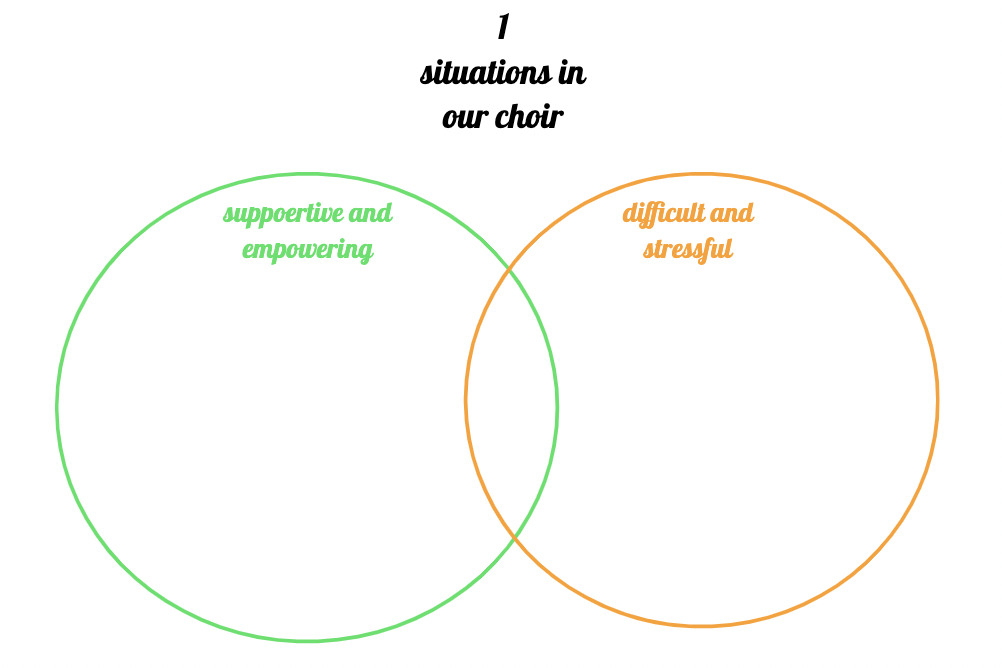 1
situations in
our choir
suppoertive and
empowering
difficult and
stressful